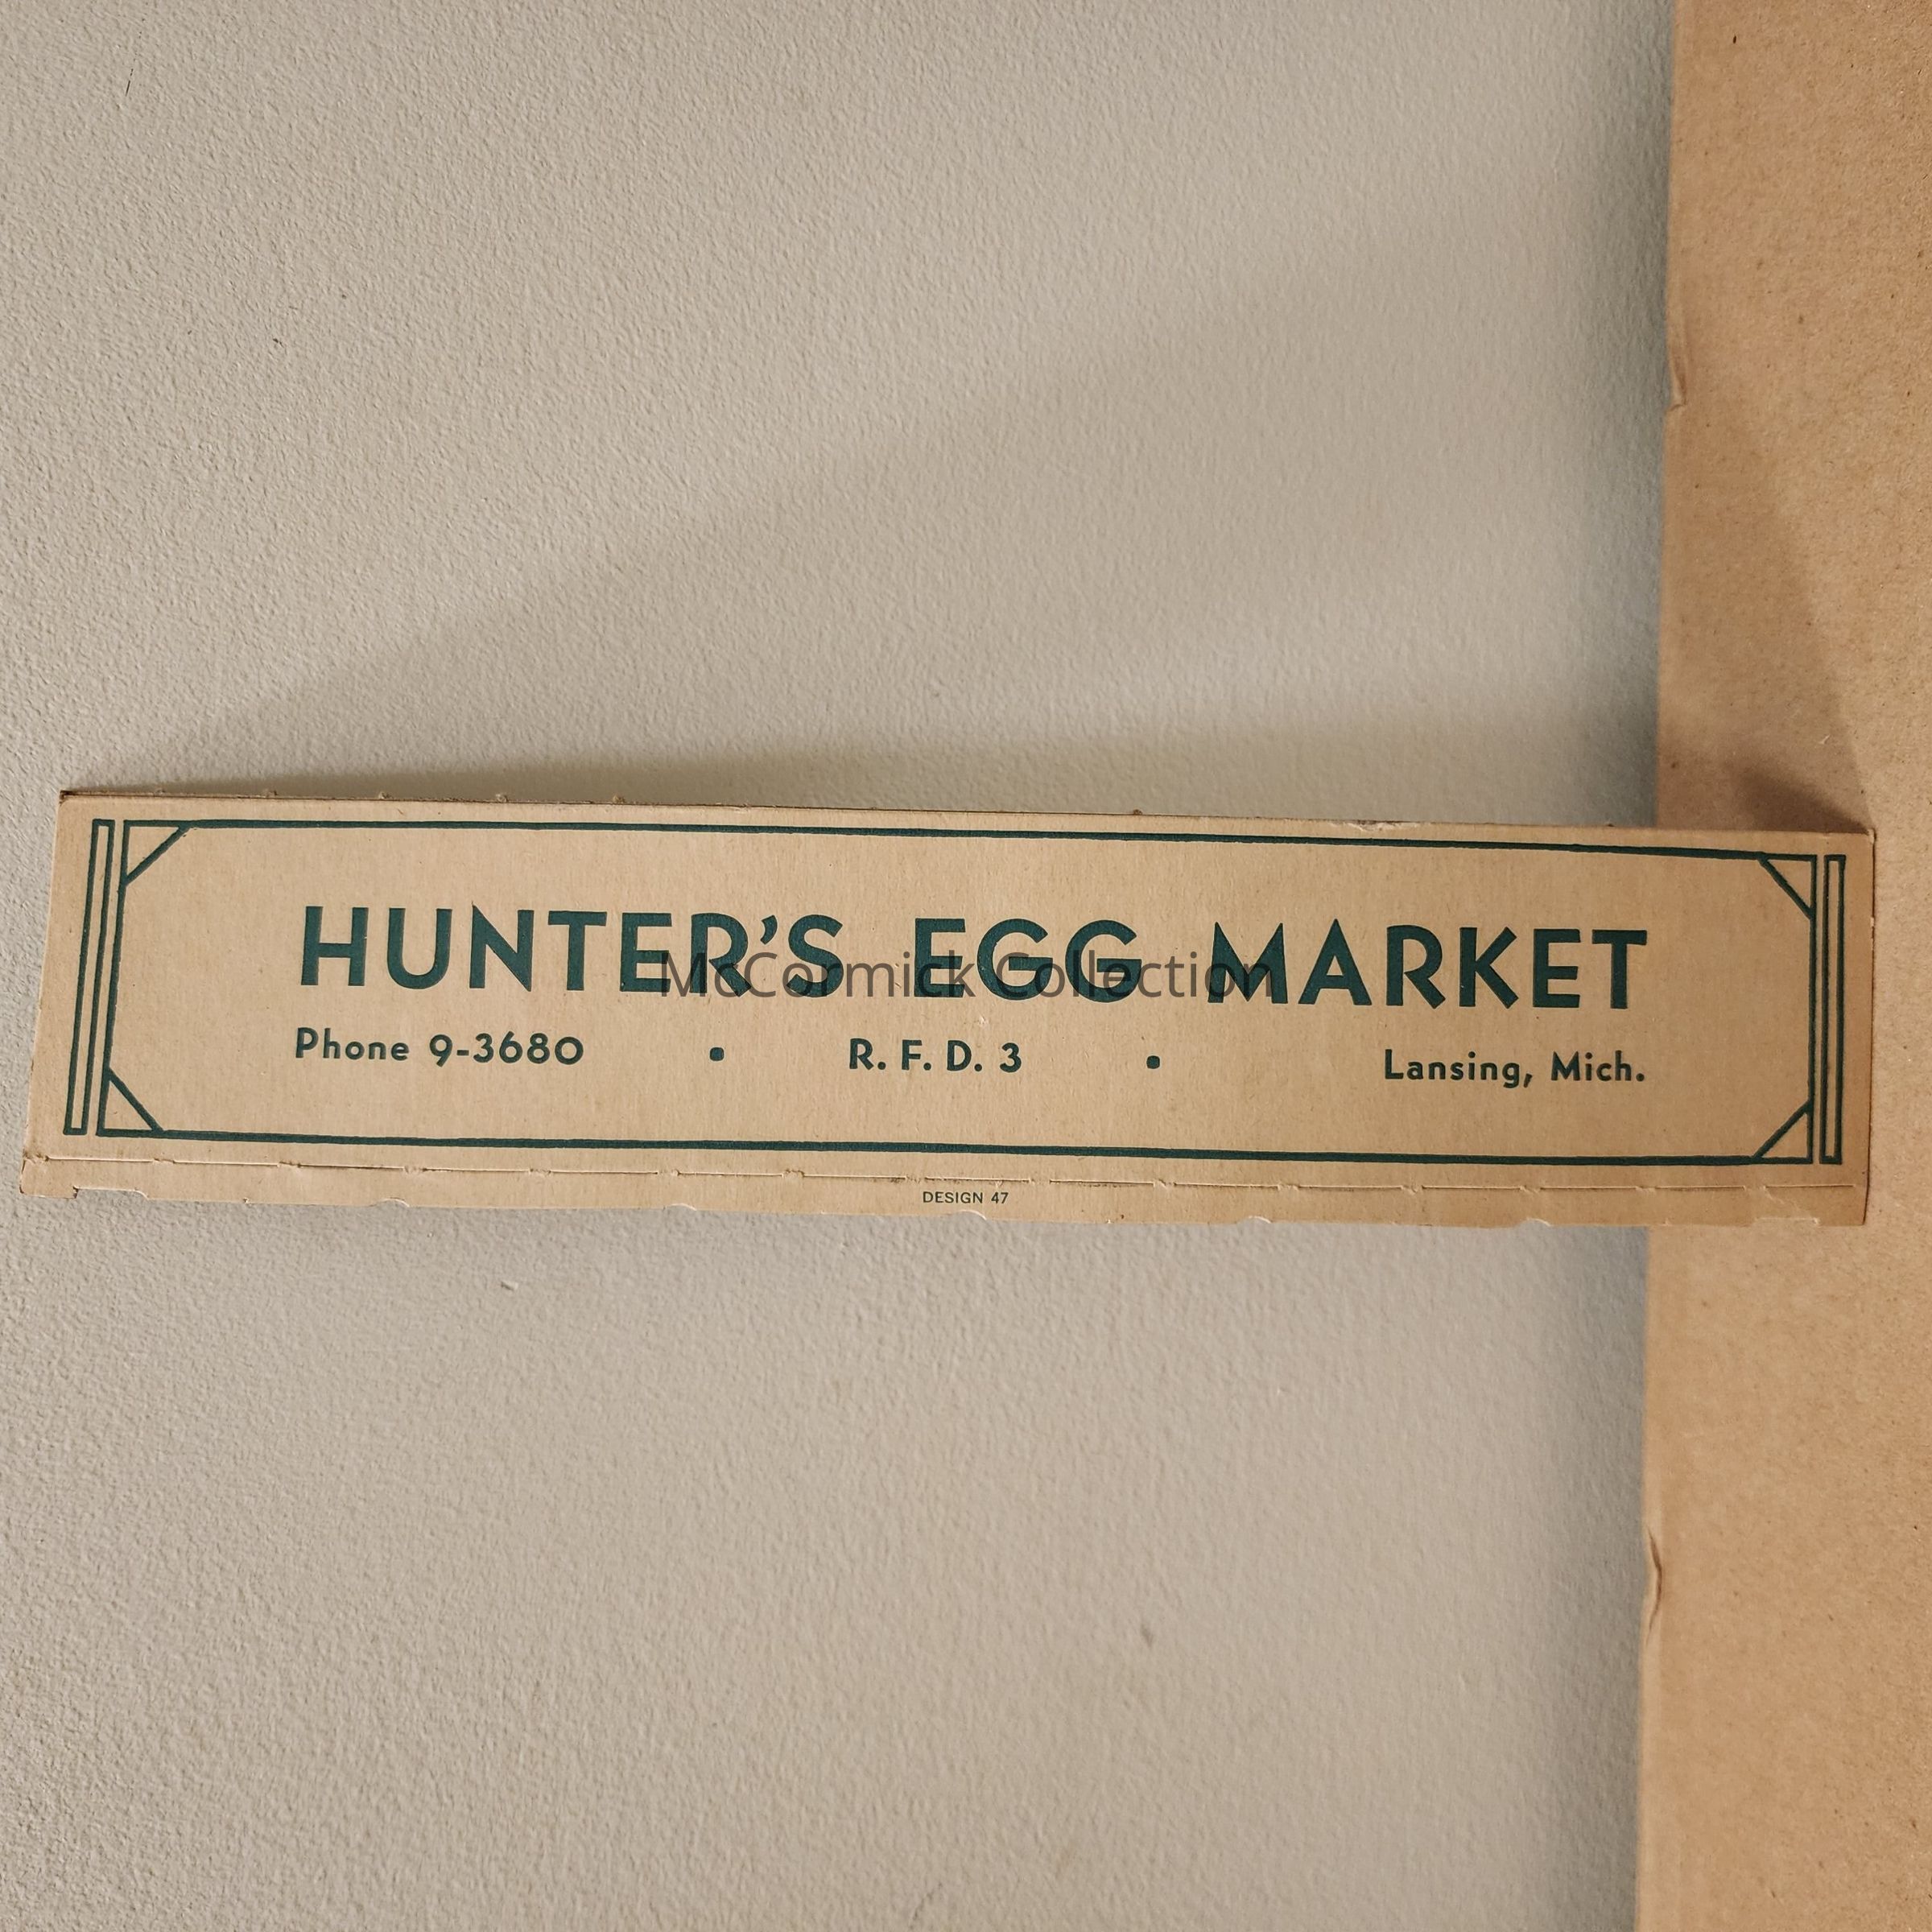 HUNTER'S EGG MARKET
McCormick Collection
Phone 9-3680 • R. F. D. 3 • Lansing, Mich.
DESIGN 47